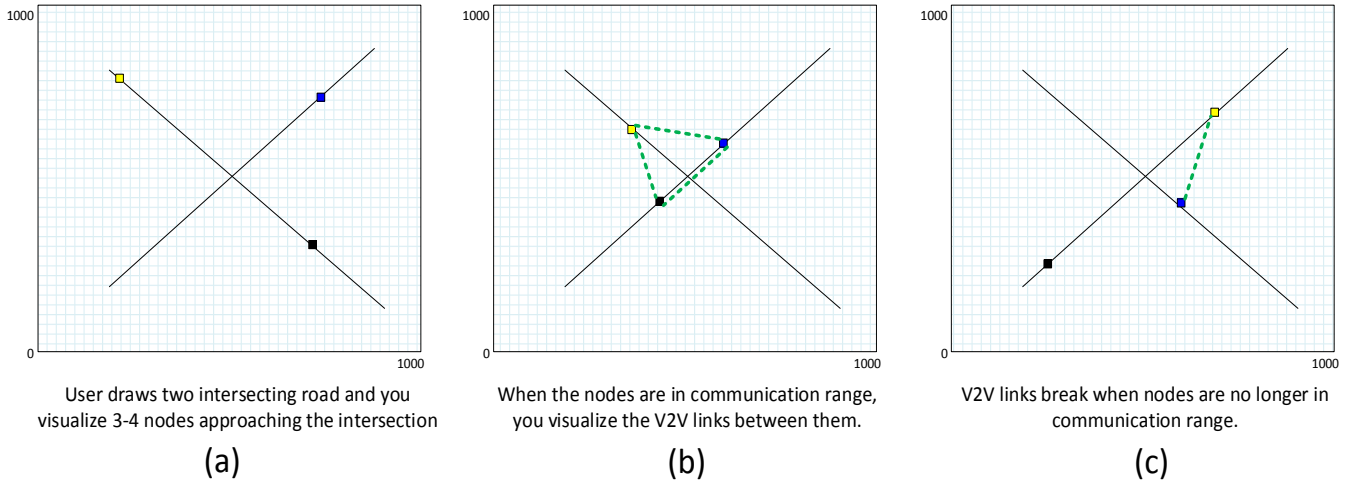 1000
0
1000
User draws two intersecting road and you
visualize 3-4 nodes approaching the intersection
(a)
1000
0
1000
When the nodes are in communication range,
you visualize the V2V links between them.
(b)
1000
0
1000
V2V links break when nodes are no longer in
communication range.
(c)